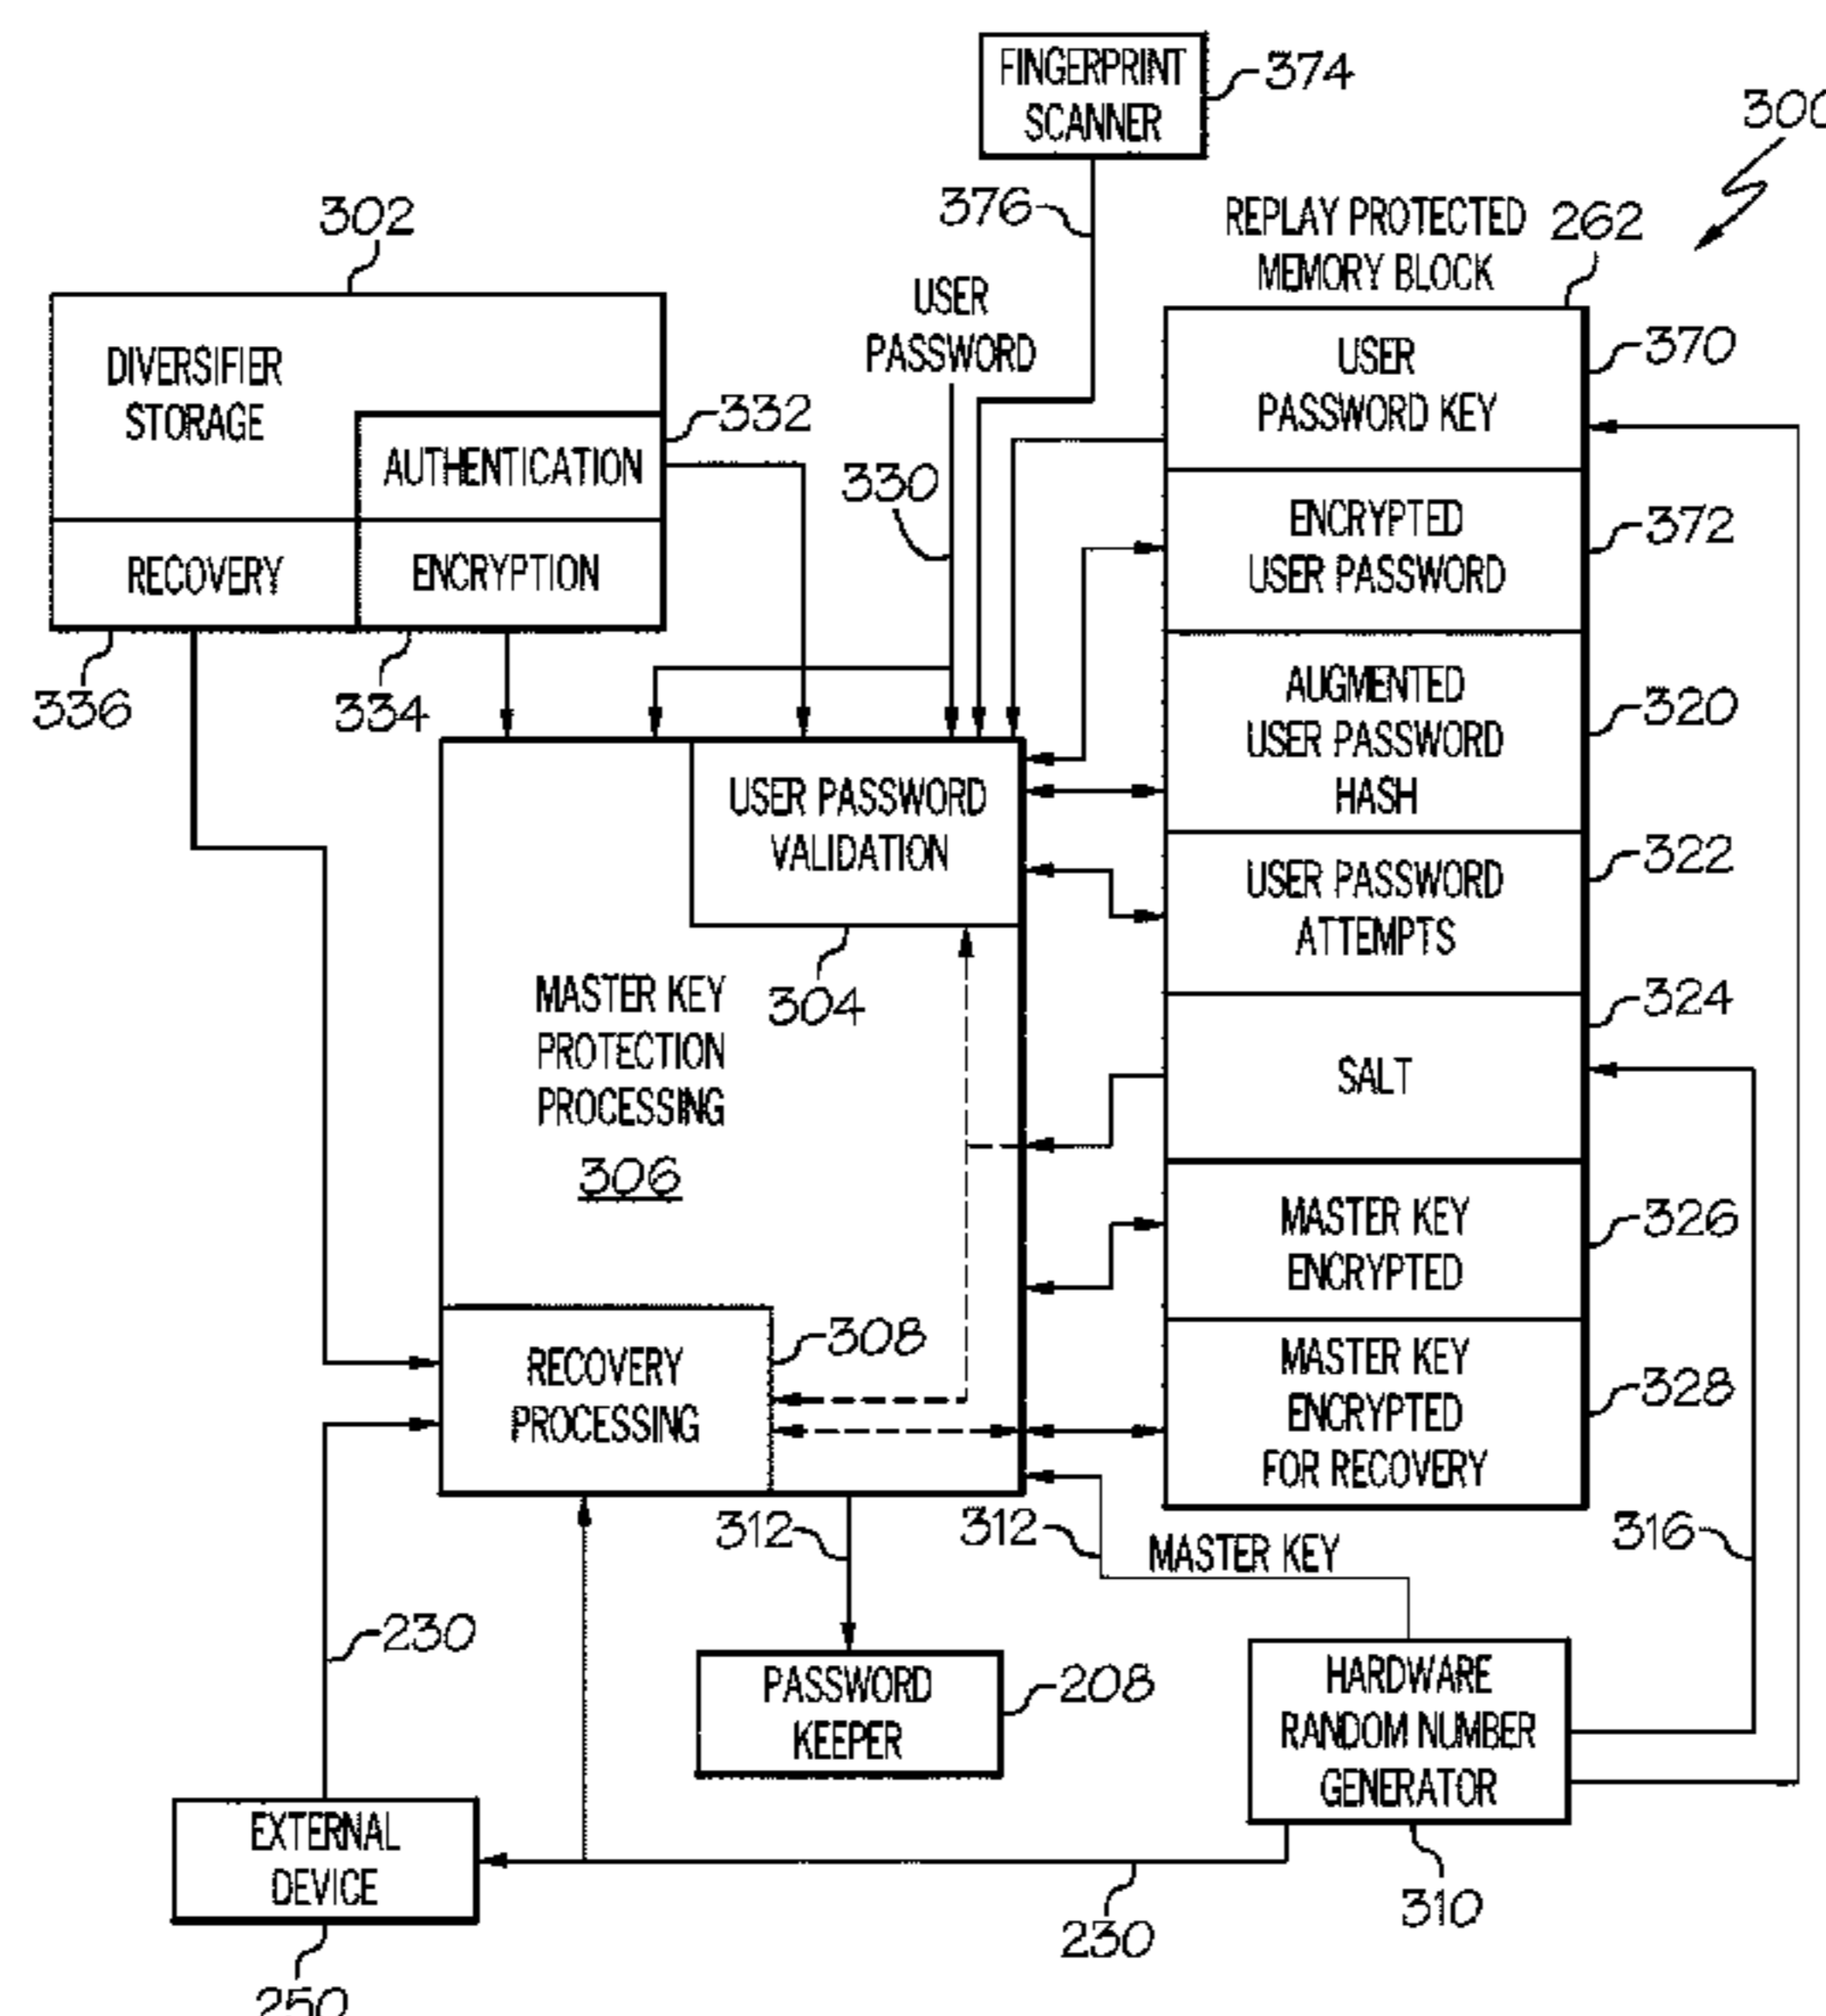 FINGERPRINT
SCANNER
374
300
376
REPLAY PROTECTED
MEMORY BLOCK
262
302
USER
PASSWORD
DIVERSIFIER
STORAGE
332
AUTHENTICATION
330
RECOVERY
ENCRYPTION
336
334
USER
PASSWORD KEY
370
ENCRYPTED
USER PASSWORD
372
AUGMENTED
USER PASSWORD
HASH
320
USER PASSWORD
ATTEMPTS
322
324
SALT
MASTER KEY
ENCRYPTED
326
MASTER KEY
ENCRYPTED
FOR RECOVERY
328
USER PASSWORD
VALIDATION
304
MASTER KEY
PROTECTION
PROCESSING
306
308
RECOVERY
PROCESSING
312
312
MASTER KEY
316
230
PASSWORD
KEEPER
208
HARDWARE
RANDOM NUMBER
GENERATOR
310
EXTERNAL
DEVICE
250
230